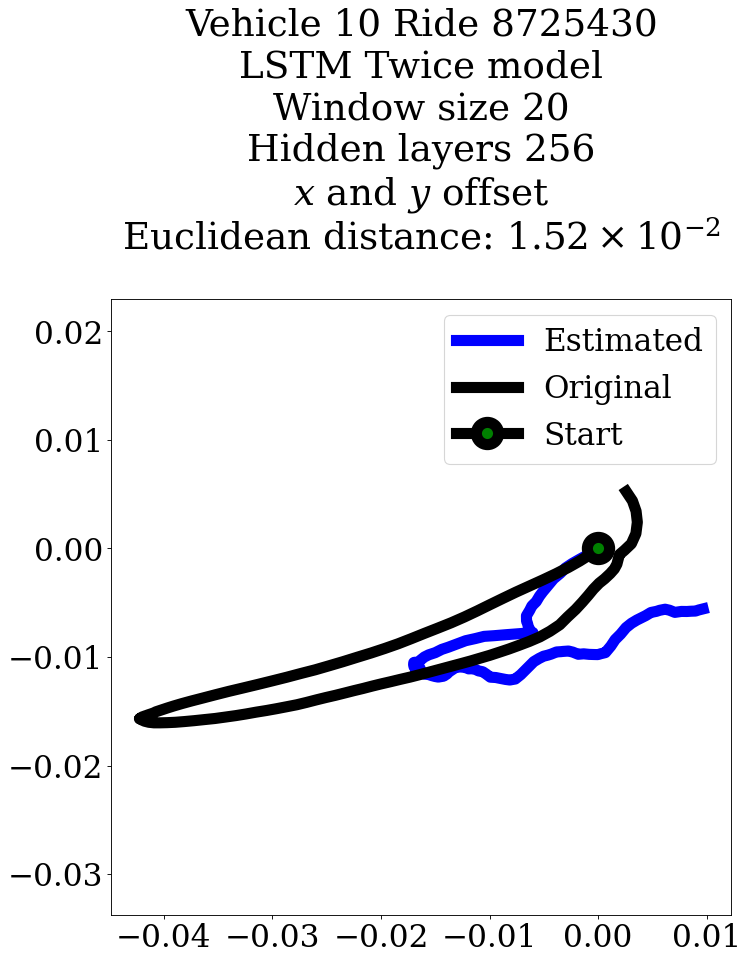 Vehicle 10 Ride 8725430
LSTM Twice model
Window size 20
Hidden layers 256
x and y offset
Euclidean distance: 1.52 × 10⁻²
Estimated
Original
Start
0.02
0.01
0.00
−0.01
−0.02
−0.03
−0.04 −0.03 −0.02 −0.01 0.00 0.01